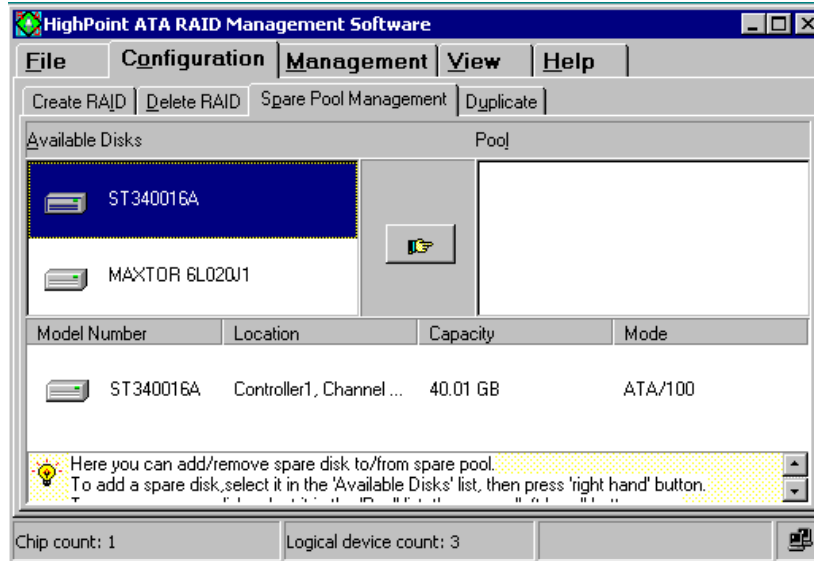 HighPoint ATA RAID Management Software
File Configuration Management View Help
Create RAID Delete RAID Spare Pool Management Duplicate
Available Disks Pool
ST340016A
MAXTOR 6L020J1
Model Number Location Capacity Mode
ST340016A Controller1, Channel ... 40.01 GB ATA/100
Here you can add/remove spare disk to/from spare pool.
To add a spare disk,select it in the 'Available Disks' list, then press 'right hand' button.
Chip count: 1 Logical device count: 3